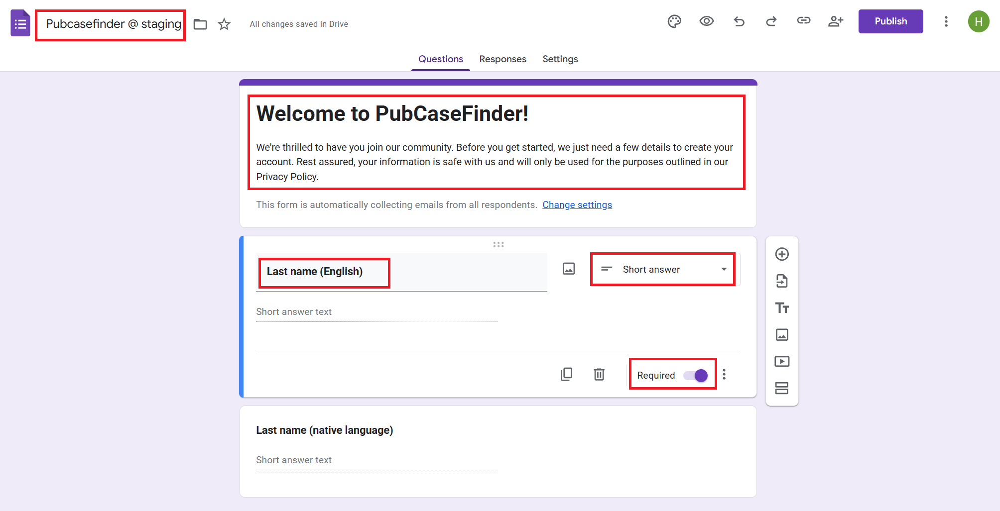 Pubcasefinder @ staging
All changes saved in Drive
Publish
H
Questions Responses Settings
Welcome to PubCaseFinder!
We're thrilled to have you join our community. Before you get started, we just need a few details to create your
account. Rest assured, your information is safe with us and will only be used for the purposes outlined in our
Privacy Policy.
This form is automatically collecting emails from all respondents. Change settings
Last name (English)
Short answer
Short answer text
Required
Last name (native language)
Short answer text